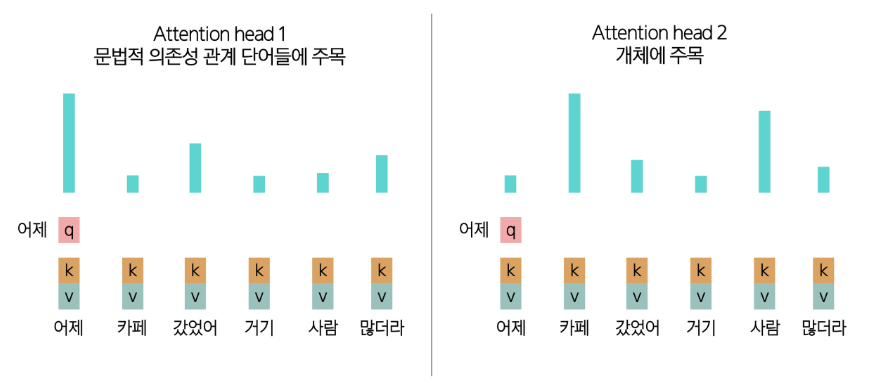 Attention head 1
문법적 의존성 관계 단어들에 주목
어제 q
k k k k k k
v v v v v v
어제 카페 갔었어 거기 사람 많더라
Attention head 2
개체에 주목
어제 q
k k k k k k
v v v v v v
어제 카페 갔었어 거기 사람 많더라